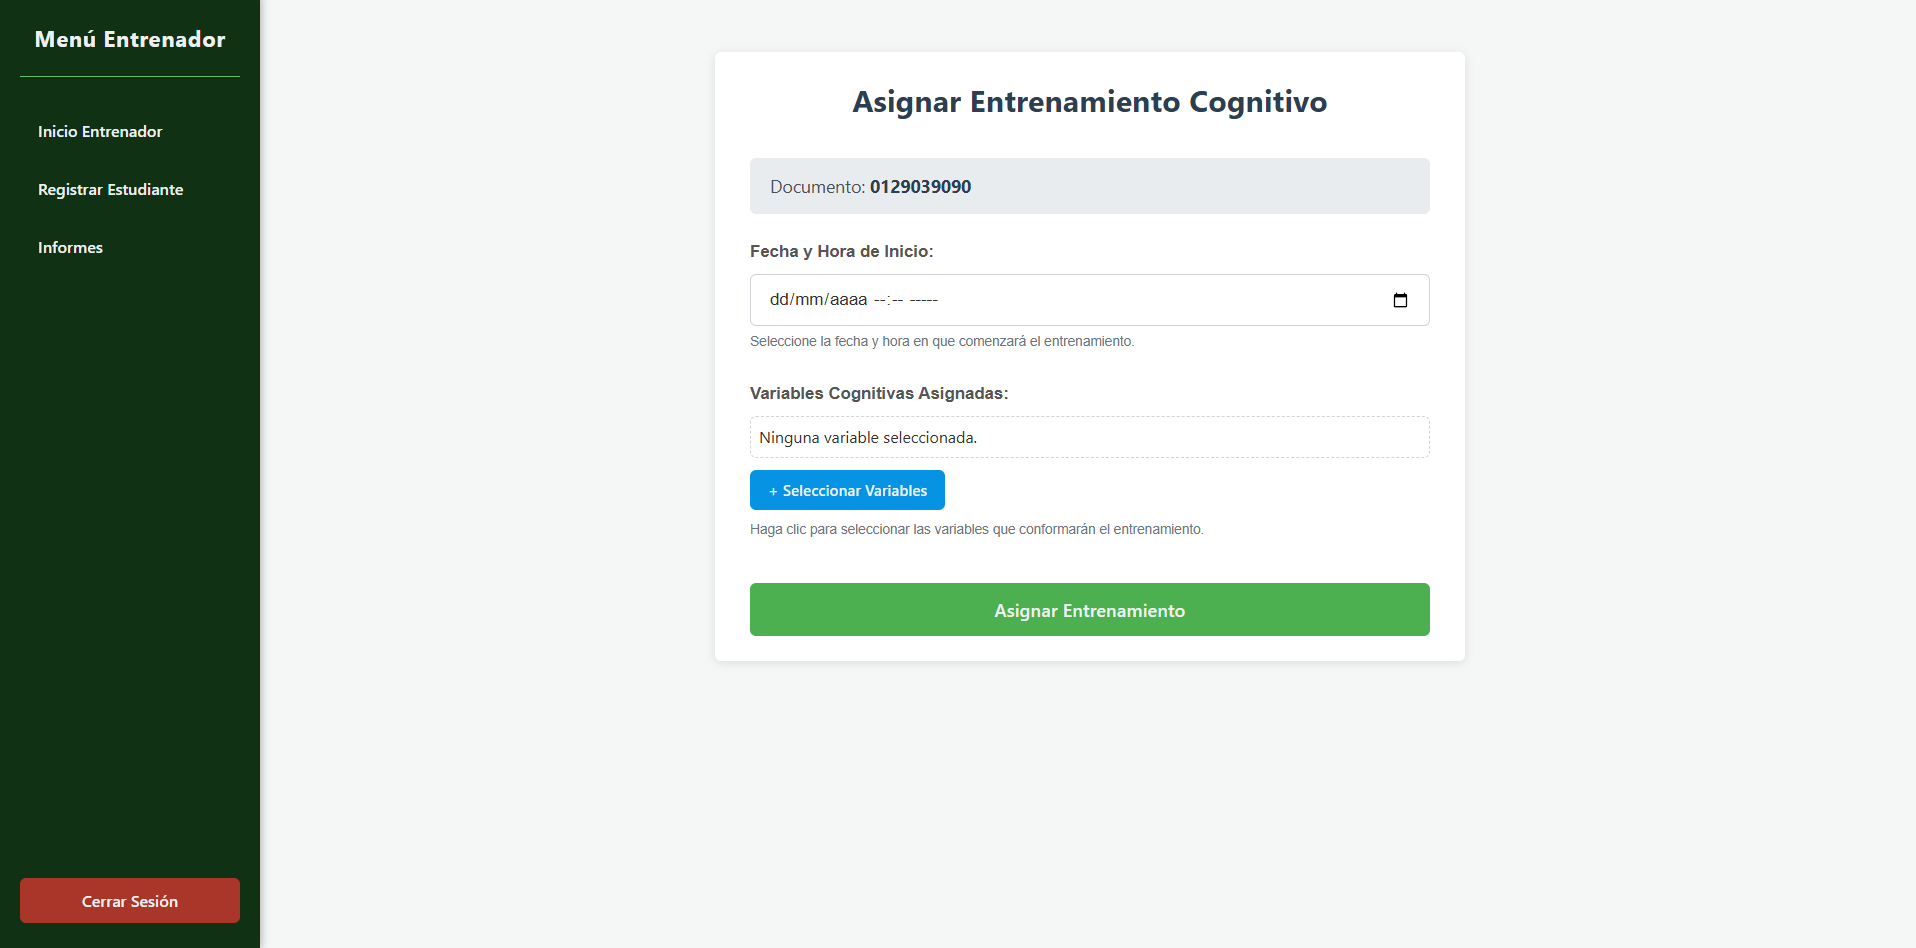 Menú Entrenador
Inicio Entrenador
Registrar Estudiante
Informes
Cerrar Sesión
Asignar Entrenamiento Cognitivo
Documento: 0129039090
Fecha y Hora de Inicio:
dd/mm/aaaa --:-- -----
Seleccione la fecha y hora en que comenzará el entrenamiento.
Variables Cognitivas Asignadas:
Ninguna variable seleccionada.
+ Seleccionar Variables
Haga clic para seleccionar las variables que conformarán el entrenamiento.
Asignar Entrenamiento